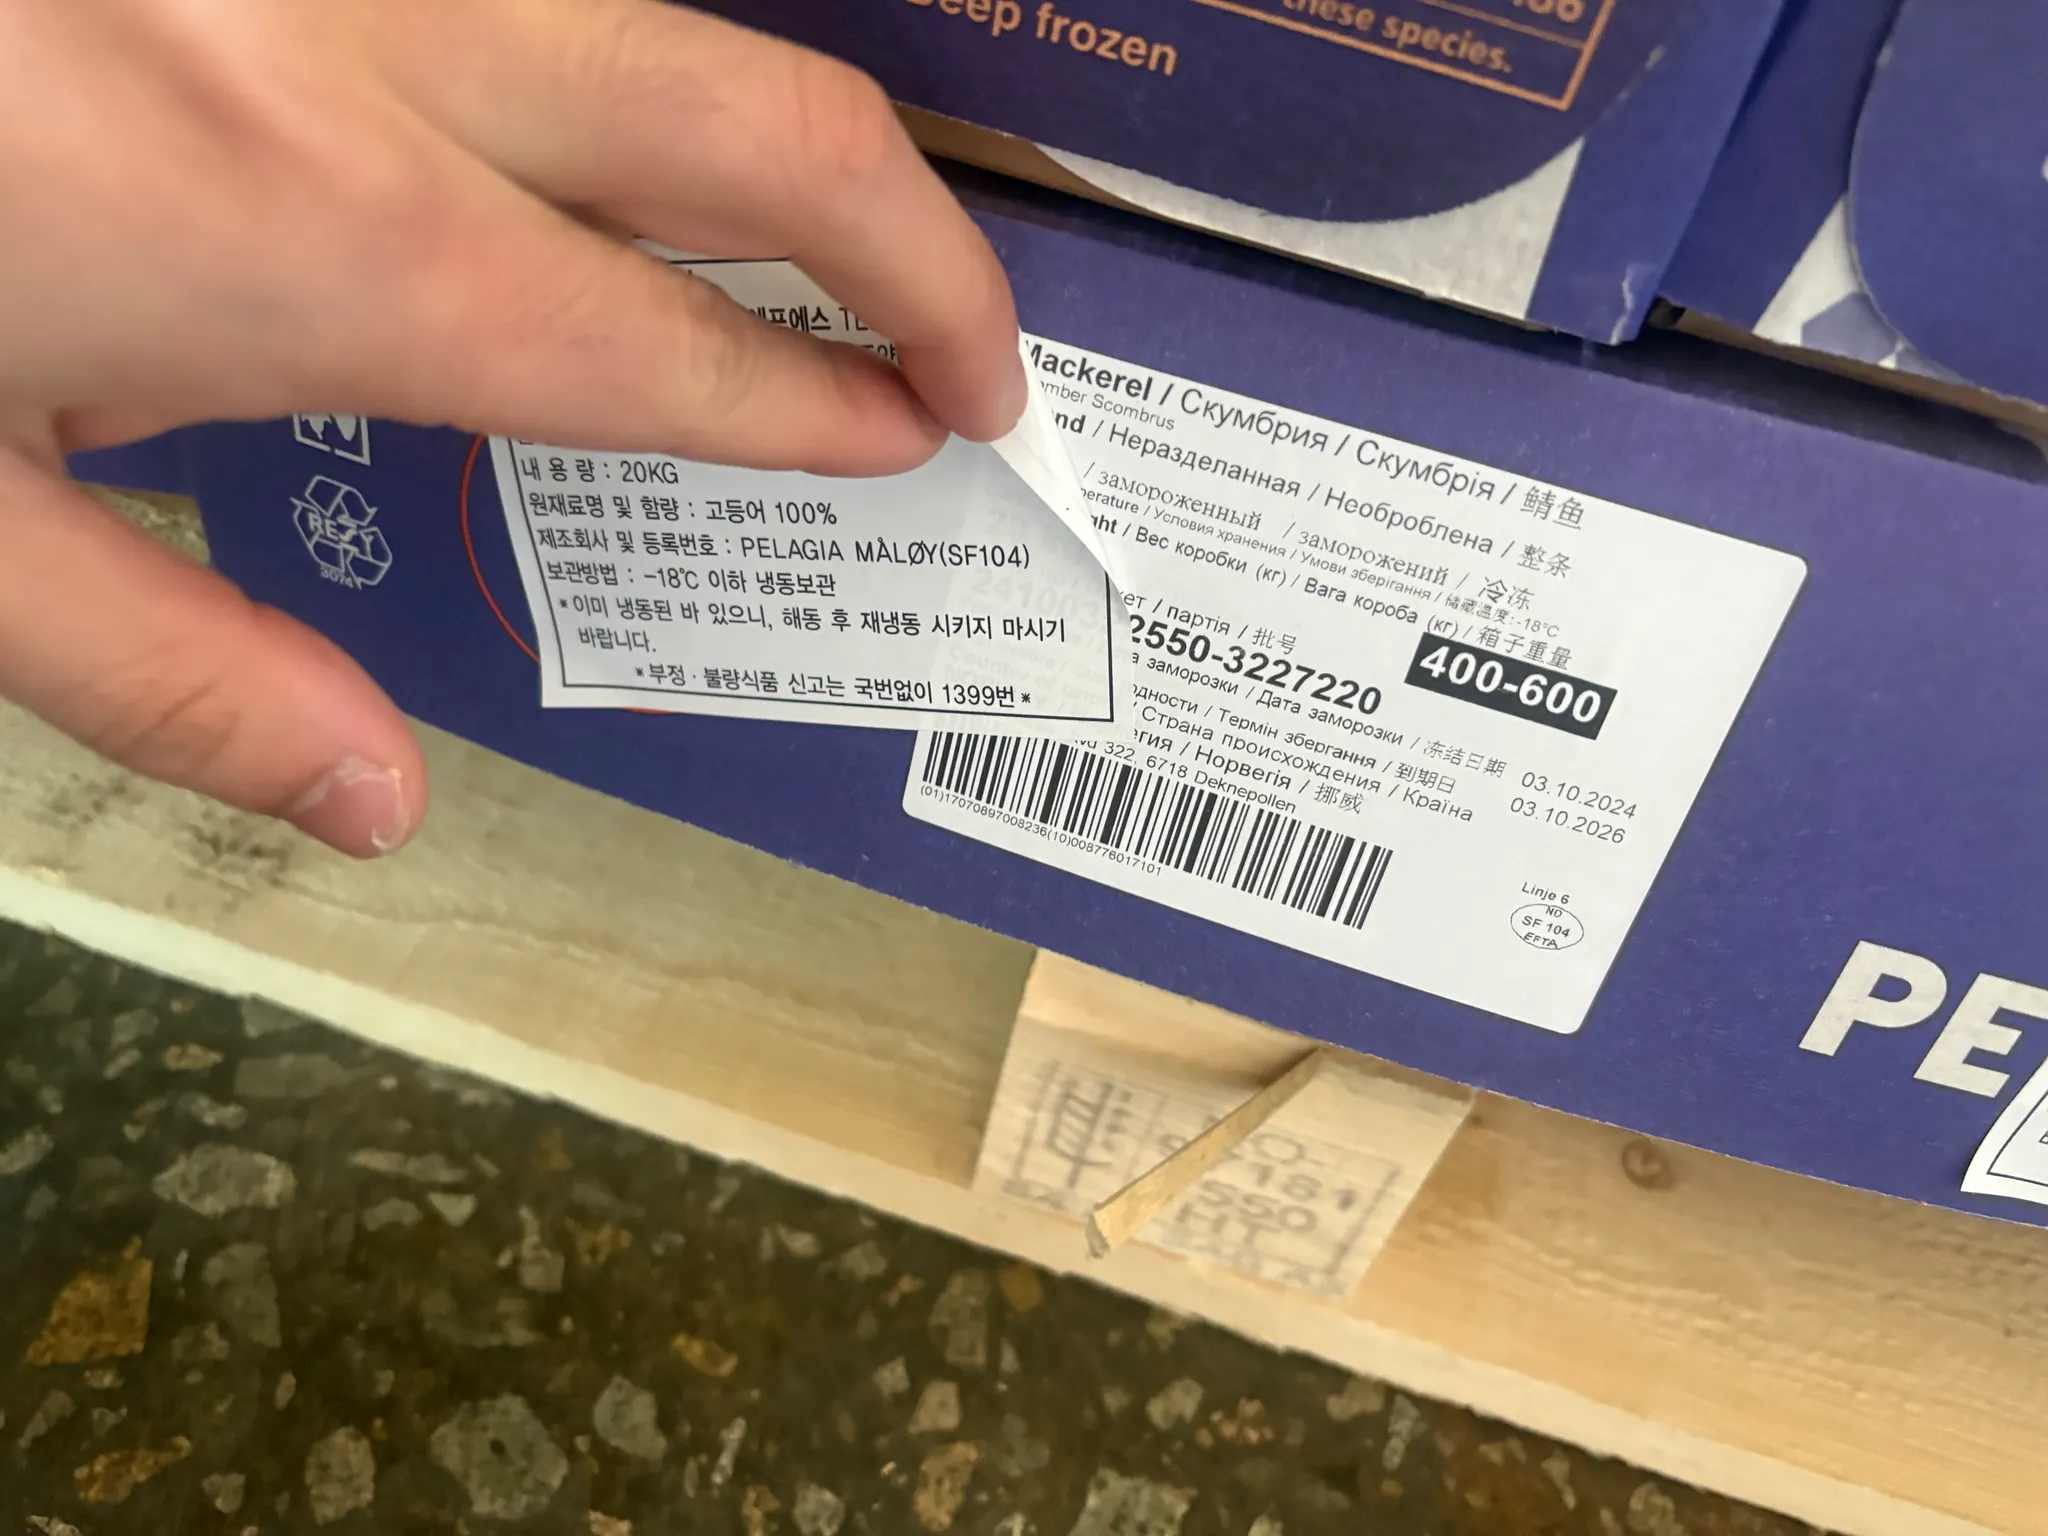 Deep frozen
these species.
내 용 량 : 20KG
원재료명 및 함량 : 고등어 100%
제조회사 및 등록번호 : PELAGIA MÅLØY(SF104)
보관방법 : -18℃ 이하 냉동보관
*이미 냉동된 바 있으니, 해동 후 재냉동 시키지 마시기
바랍니다.
*부정 · 불량식품 신고는 국번없이 1399번*
Mackerel / Скумбрия / Скумбрія / 鲭鱼
Scombrus
/ Неразделанная / Необроблена / 整条
/ замороженный / заморожений / 冷冻
/ Условия хранения / Умови зберігання / 储藏温度:-18°C
/ Вес коробки (кг) / Вага короба (кг) / 箱子重量
/ партія / 批号
2550-3227220
400-600
заморозки / Дата заморозки / 冻结日期 03.10.2024
/ Термін зберігання / 到期日 03.10.2026
/ Страна происхождения / Країна
/ Норвегія / 挪威
322, 6718 Deknepollen
(01)17070897008236(10)008776017101
Linje 6
NO
SF 104
EFTA
PE